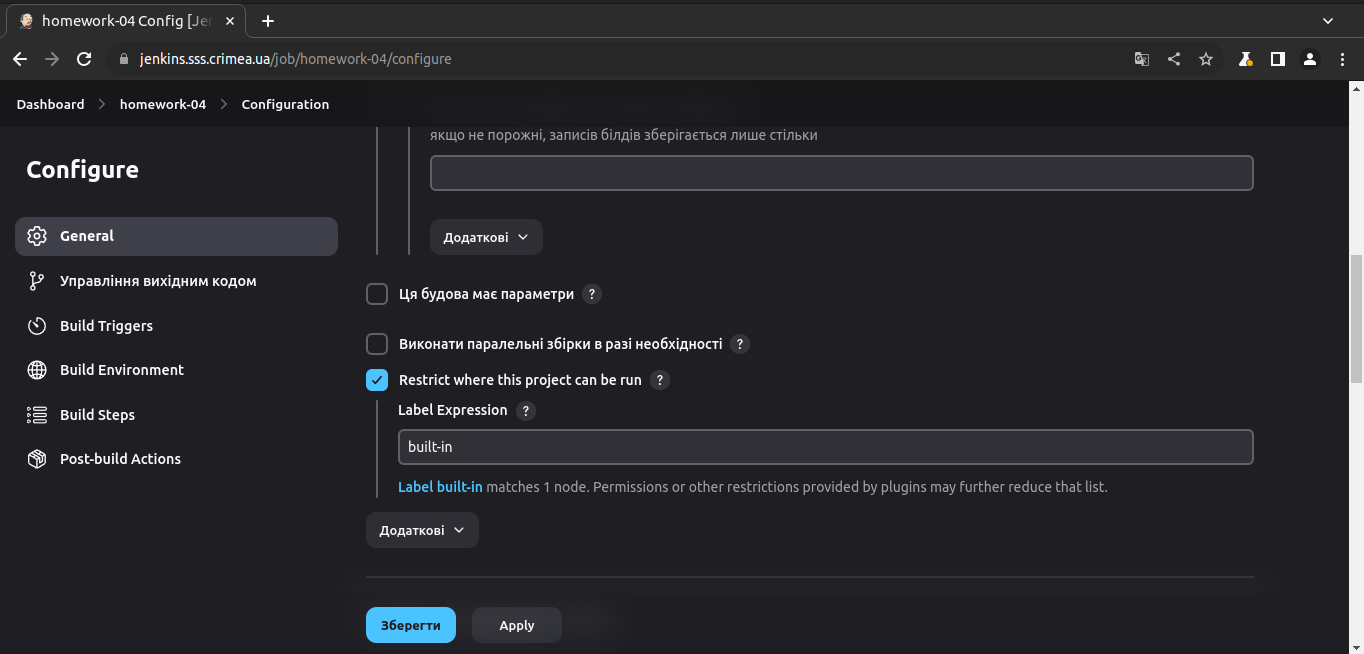 homework-04 Config [Jen
jenkins.sss.crimea.ua/job/homework-04/configure
Dashboard > homework-04 > Configuration
Configure
General
Управління вихідним кодом
Build Triggers
Build Environment
Build Steps
Post-build Actions
якщо не порожні, записів білдів зберігається лише стільки
Додаткові
Ця будова має параметри ?
Виконати паралельні збірки в разі необхідності ?
Restrict where this project can be run ?
Label Expression ?
built-in
Label built-in matches 1 node. Permissions or other restrictions provided by plugins may further reduce that list.
Додаткові
Зберегти Apply